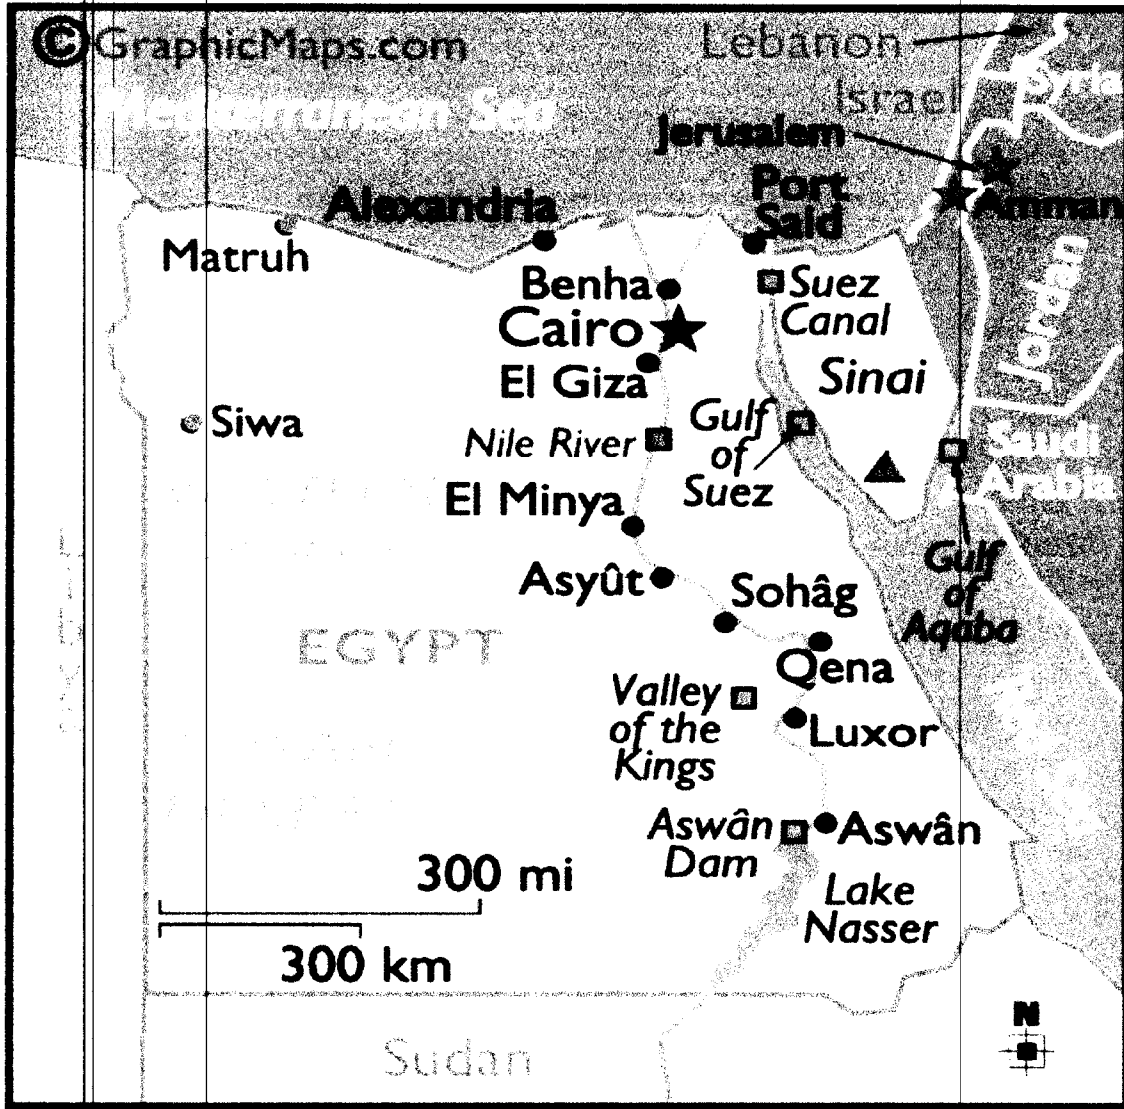 © GraphicMaps.com
Lebanon
Mediterranean Sea
Syria
Israel
Jerusalem
Port
Said
Alexandria
Amman
Matruh
Benha
Suez
Canal
Cairo
Jordan
El Giza
Sinai
Siwa
Gulf
of
Suez
Nile River
Saudi
Arabia
El Minya
Gulf
of
Aqaba
Asyût
Sohâg
EGYPT
Qena
Valley
of the
Kings
Luxor
Aswân
Dam
Aswân
300 mi
Lake
Nasser
300 km
N
Sudan